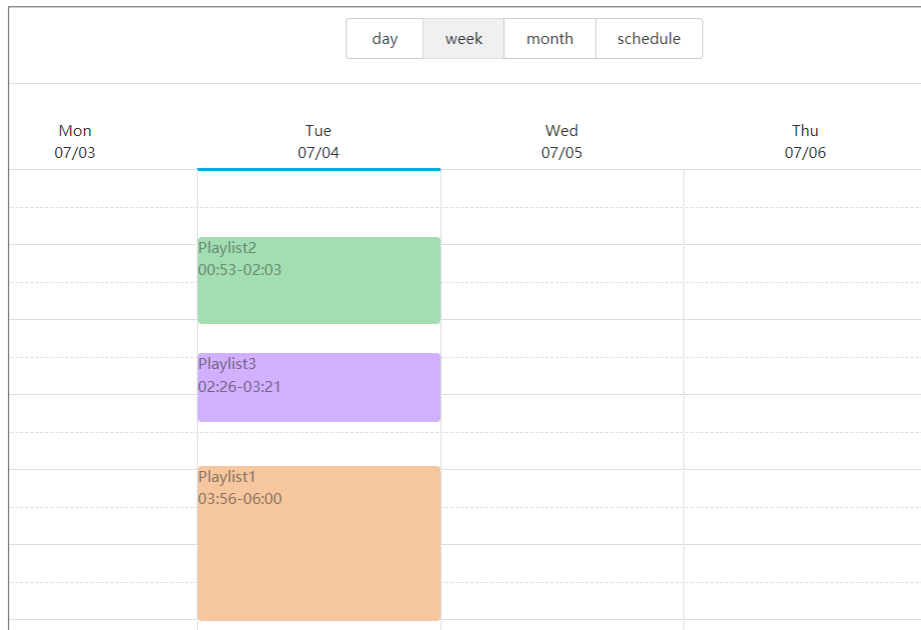 day week month schedule
Mon Tue Wed Thu
07/03 07/04 07/05 07/06
Playlist2
00:53-02:03
Playlist3
02:26-03:21
Playlist1
03:56-06:00